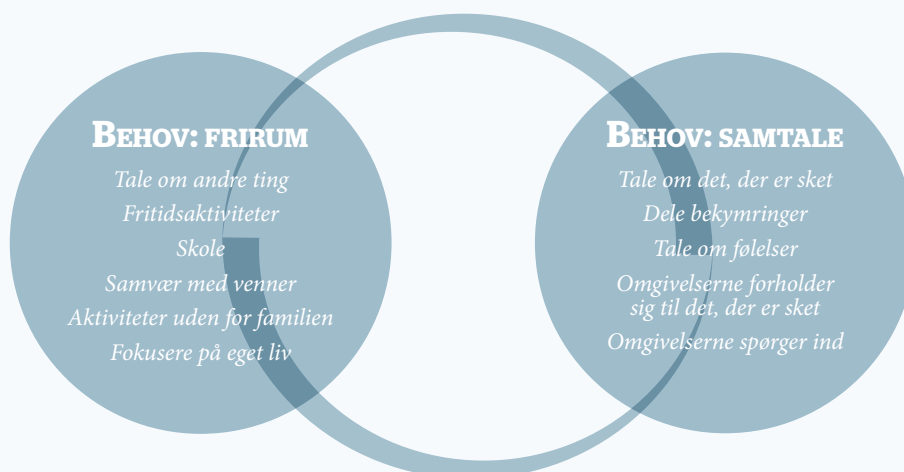 BEHOV: FRIRUM
Tale om andre ting
Fritidsaktiviteter
Skole
Samvær med venner
Aktiviteter uden for familien
Fokusere på eget liv
BEHOV: SAMTALE
Tale om det, der er sket
Dele bekymringer
Tale om følelser
Omgivelserne forholder
sig til det, der er sket
Omgivelserne spørger ind